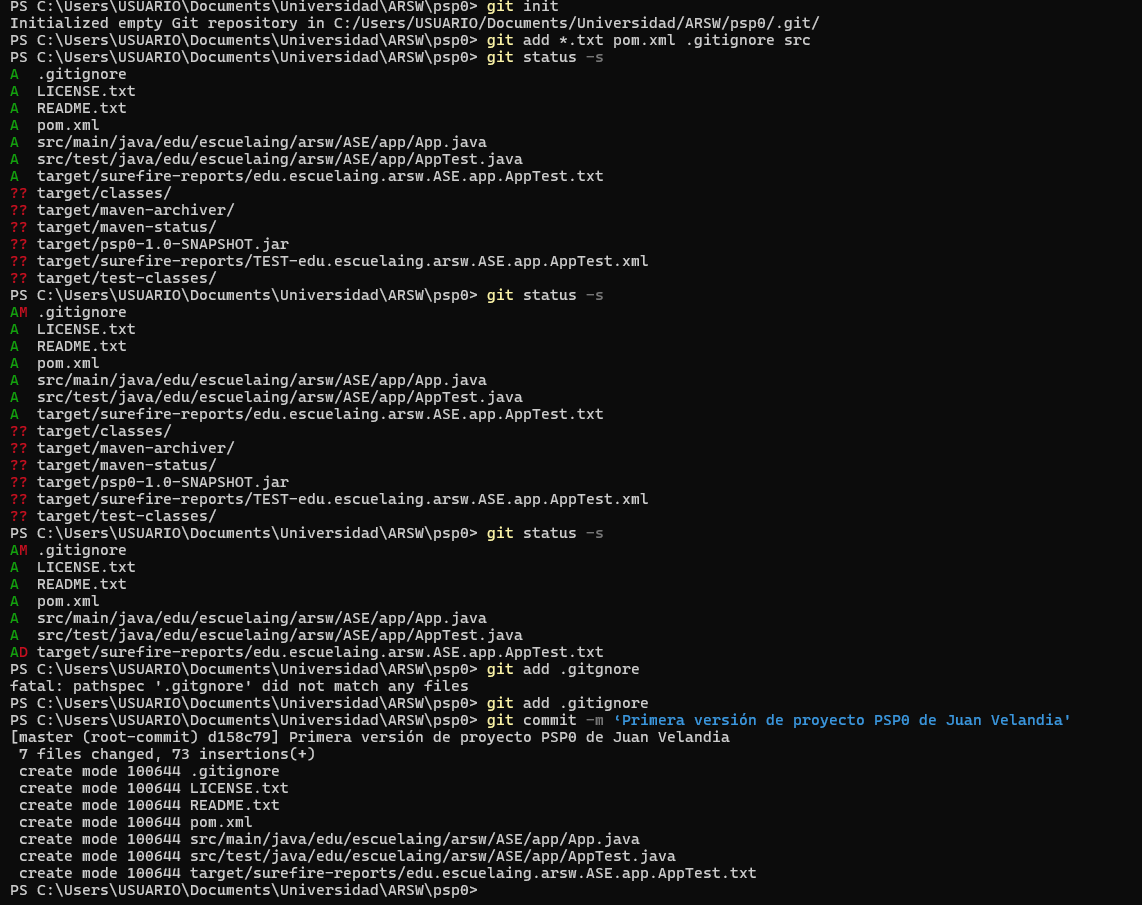 PS C:\Users\USUARIO\Documents\Universidad\ARSW\psp0> git init
Initialized empty Git repository in C:/Users/USUARIO/Documents/Universidad/ARSW/psp0/.git/
PS C:\Users\USUARIO\Documents\Universidad\ARSW\psp0> git add *.txt pom.xml .gitignore src
PS C:\Users\USUARIO\Documents\Universidad\ARSW\psp0> git status -s
A  .gitignore
A  LICENSE.txt
A  README.txt
A  pom.xml
A  src/main/java/edu/escuelaing/arsw/ASE/app/App.java
A  src/test/java/edu/escuelaing/arsw/ASE/app/AppTest.java
A  target/surefire-reports/edu.escuelaing.arsw.ASE.app.AppTest.txt
?? target/classes/
?? target/maven-archiver/
?? target/maven-status/
?? target/psp0-1.0-SNAPSHOT.jar
?? target/surefire-reports/TEST-edu.escuelaing.arsw.ASE.app.AppTest.xml
?? target/test-classes/
PS C:\Users\USUARIO\Documents\Universidad\ARSW\psp0> git status -s
AM .gitignore
A  LICENSE.txt
A  README.txt
A  pom.xml
A  src/main/java/edu/escuelaing/arsw/ASE/app/App.java
A  src/test/java/edu/escuelaing/arsw/ASE/app/AppTest.java
A  target/surefire-reports/edu.escuelaing.arsw.ASE.app.AppTest.txt
?? target/classes/
?? target/maven-archiver/
?? target/maven-status/
?? target/psp0-1.0-SNAPSHOT.jar
?? target/surefire-reports/TEST-edu.escuelaing.arsw.ASE.app.AppTest.xml
?? target/test-classes/
PS C:\Users\USUARIO\Documents\Universidad\ARSW\psp0> git status -s
AM .gitignore
A  LICENSE.txt
A  README.txt
A  pom.xml
A  src/main/java/edu/escuelaing/arsw/ASE/app/App.java
A  src/test/java/edu/escuelaing/arsw/ASE/app/AppTest.java
AD target/surefire-reports/edu.escuelaing.arsw.ASE.app.AppTest.txt
PS C:\Users\USUARIO\Documents\Universidad\ARSW\psp0> git add .gitgnore
fatal: pathspec '.gitgnore' did not match any files
PS C:\Users\USUARIO\Documents\Universidad\ARSW\psp0> git add .gitignore
PS C:\Users\USUARIO\Documents\Universidad\ARSW\psp0> git commit -m ‘Primera versión de proyecto PSP0 de Juan Velandia'
[master (root-commit) d158c79] Primera versión de proyecto PSP0 de Juan Velandia
 7 files changed, 73 insertions(+)
 create mode 100644 .gitignore
 create mode 100644 LICENSE.txt
 create mode 100644 README.txt
 create mode 100644 pom.xml
 create mode 100644 src/main/java/edu/escuelaing/arsw/ASE/app/App.java
 create mode 100644 src/test/java/edu/escuelaing/arsw/ASE/app/AppTest.java
 create mode 100644 target/surefire-reports/edu.escuelaing.arsw.ASE.app.AppTest.txt
PS C:\Users\USUARIO\Documents\Universidad\ARSW\psp0>